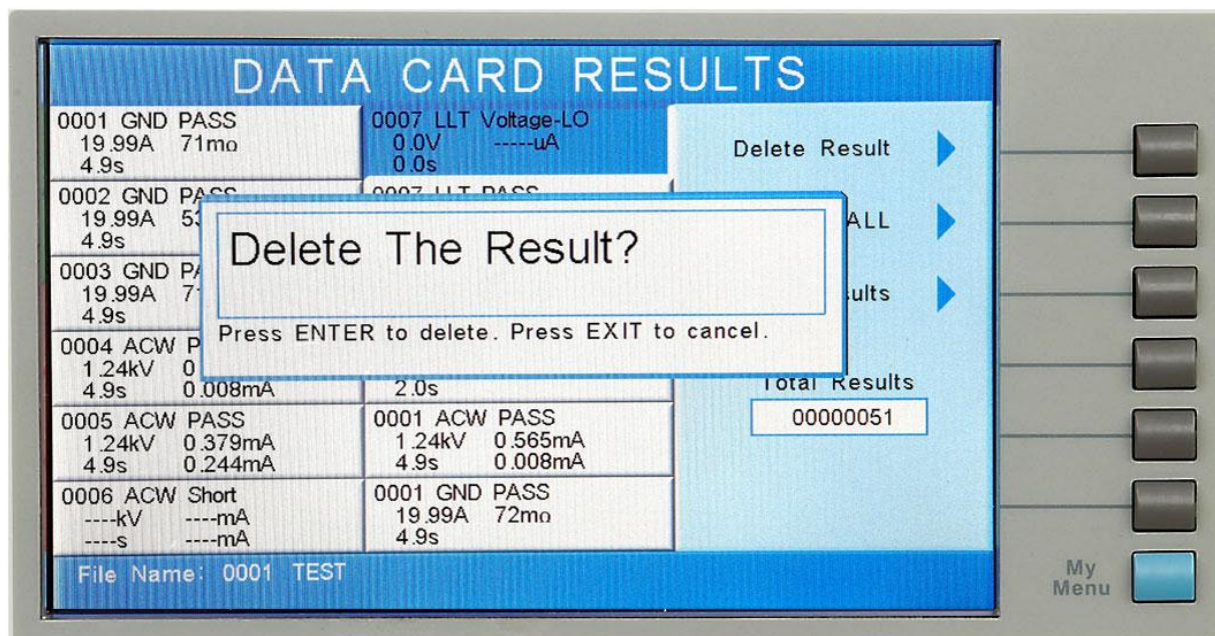 DATA CARD RESULTS
0001 GND PASS
19.99A 71mΩ
4.9s
0002 GND PASS
19.99A
4.9s
0003 GND
19.99A
4.9s
0004 ACW
1.24kV
4.9s 0.008mA
0005 ACW PASS
1.24kV 0.379mA
4.9s 0.244mA
0006 ACW Short
----kV ----mA
----s ----mA
0007 LLT Voltage-LO
0.0V -----uA
0.0s
0007 LLT PASS
2.0s
0001 ACW PASS
1.24kV 0.565mA
4.9s 0.008mA
0001 GND PASS
19.99A 72mΩ
4.9s
Delete The Result?
Press ENTER to delete. Press EXIT to cancel.
Delete Result
ALL
Total Results
00000051
File Name: 0001 TEST
My
Menu